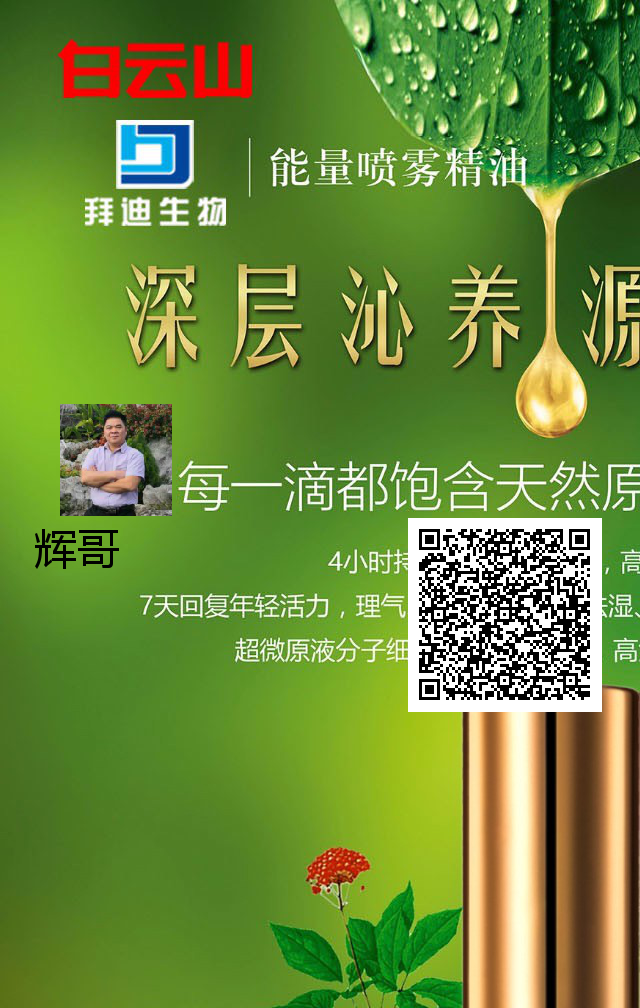 白云山
拜迪生物
能量喷雾精油
深层沁养 源
每一滴都饱含天然原
辉哥
4小时持 ，高
7天回复年轻活力，理气 祛湿、
超微原液分子细 高